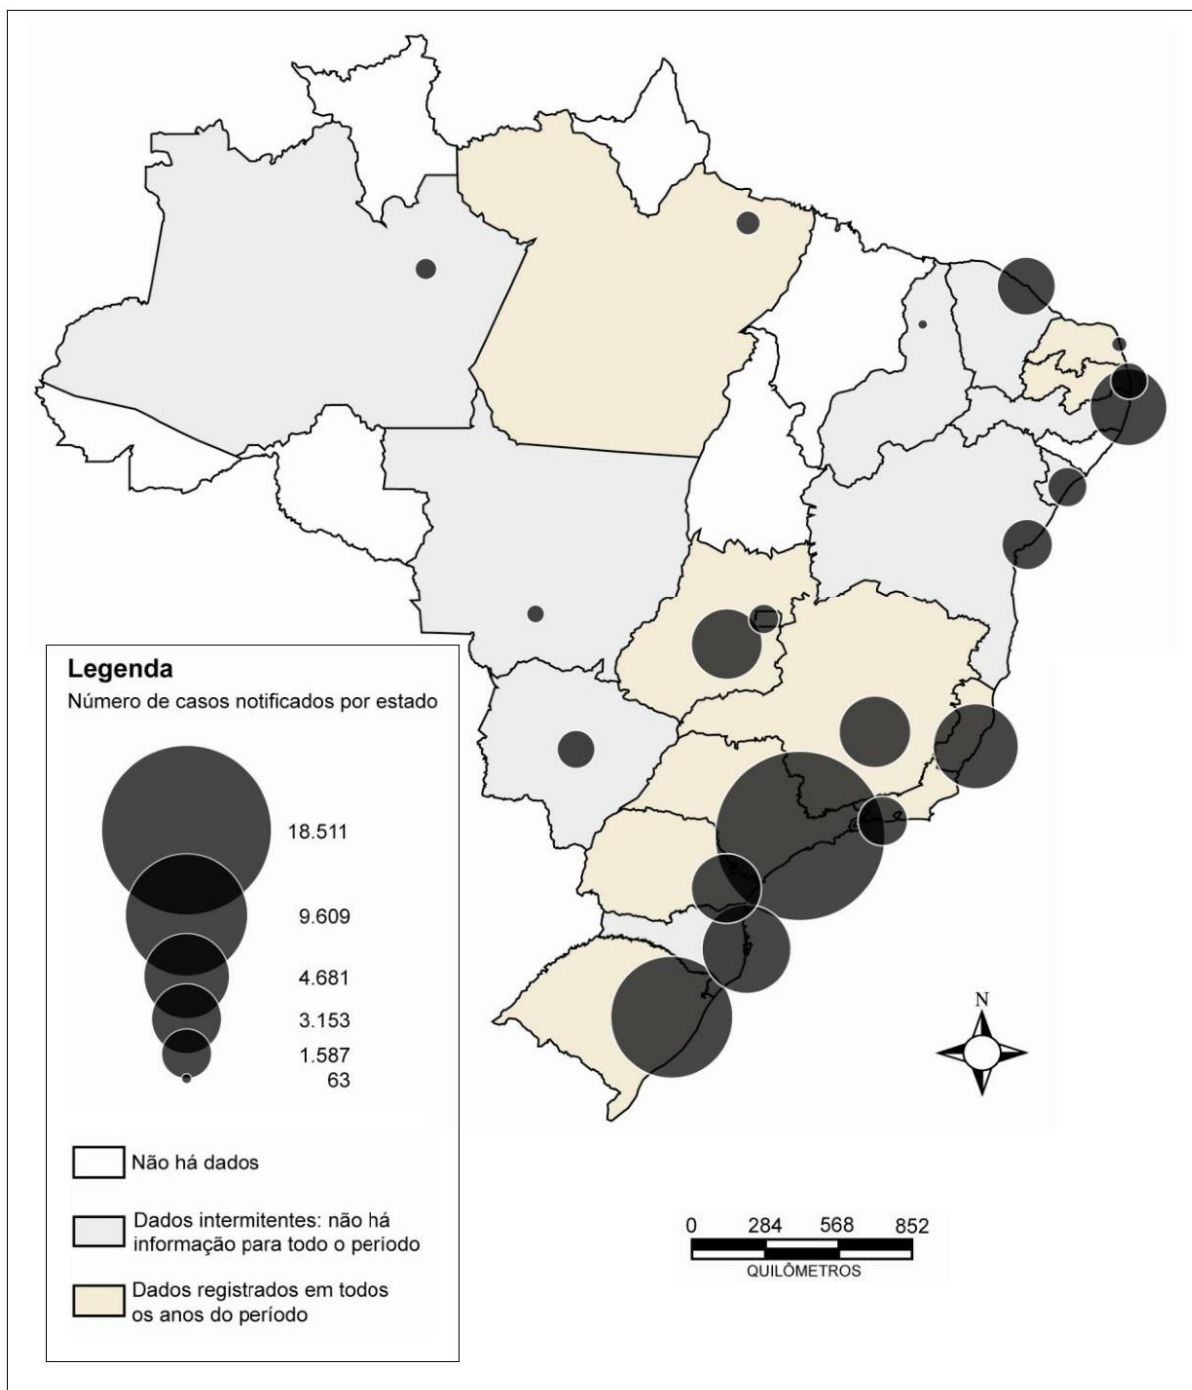 Legenda
Número de casos notificados por estado
18.511
9.609
4.681
3.153
1.587
63
Não há dados
Dados intermitentes: não há
informação para todo o período
Dados registrados em todos
os anos do período
N
0 284 568 852
QUILÔMETROS